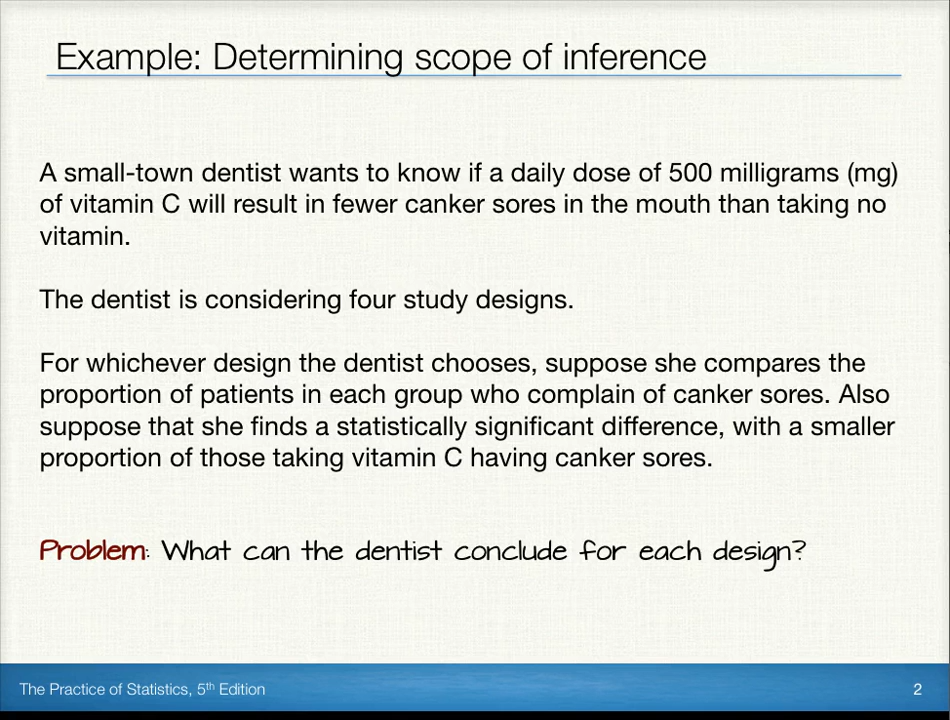 Example: Determining scope of inference
A small-town dentist wants to know if a daily dose of 500 milligrams (mg)
of vitamin C will result in fewer canker sores in the mouth than taking no
vitamin.
The dentist is considering four study designs.
For whichever design the dentist chooses, suppose she compares the
proportion of patients in each group who complain of canker sores. Also
suppose that she finds a statistically significant difference, with a smaller
proportion of those taking vitamin C having canker sores.
Problem: What can the dentist conclude for each design?
The Practice of Statistics, 5th Edition
2